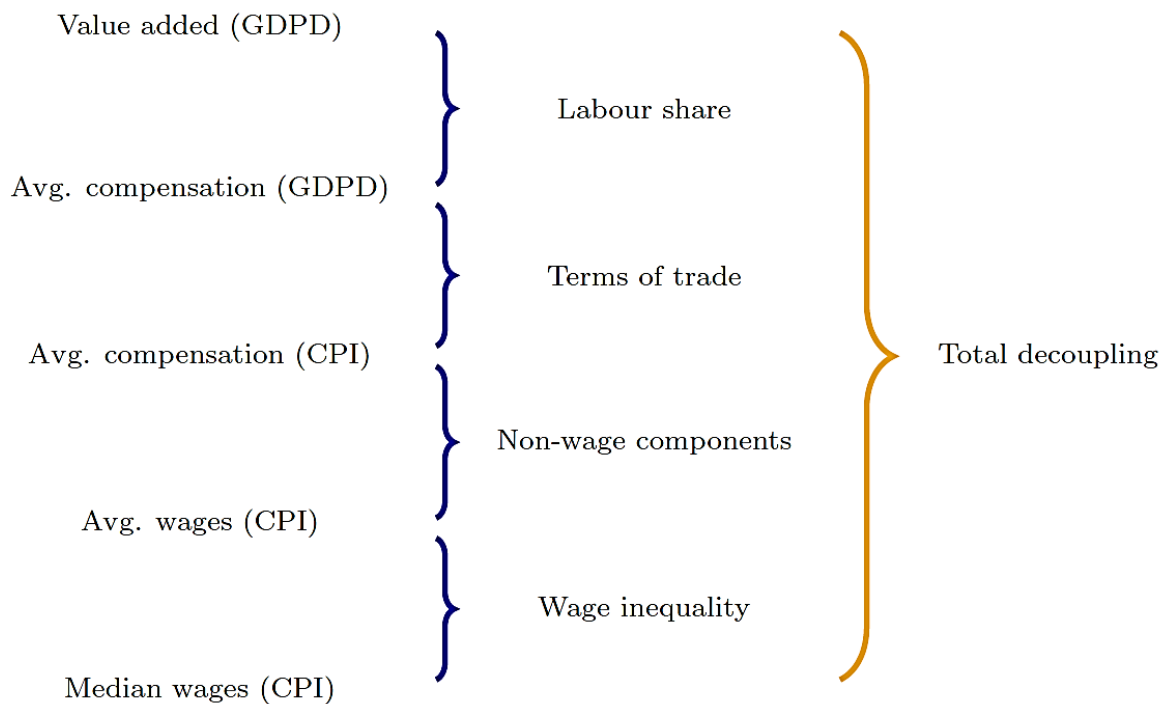 Value added (GDPD)
Labour share
Avg. compensation (GDPD)
Terms of trade
Avg. compensation (CPI)
Total decoupling
Non-wage components
Avg. wages (CPI)
Wage inequality
Median wages (CPI)